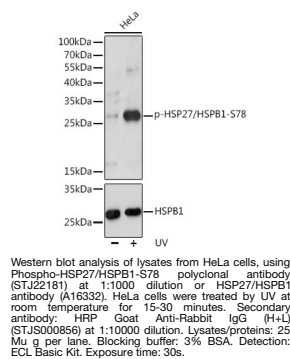 HeLa
100kDa
70kDa
55kDa
40kDa
35kDa
25kDa
p-HSP27/HSPB1-S78
15kDa
35kDa
HSPB1
25kDa
- + UV
Western blot analysis of lysates from HeLa cells, using
Phospho-HSP27/HSPB1-S78 polyclonal antibody
(STJ22181) at 1:1000 dilution or HSP27/HSPB1
antibody (A16332). HeLa cells were treated by UV at
room temperature for 15-30 minutes. Secondary
antibody: HRP Goat Anti-Rabbit IgG (H+L)
(STJS000856) at 1:10000 dilution. Lysates/proteins: 25
Mu g per lane. Blocking buffer: 3% BSA. Detection:
ECL Basic Kit. Exposure time: 30s.